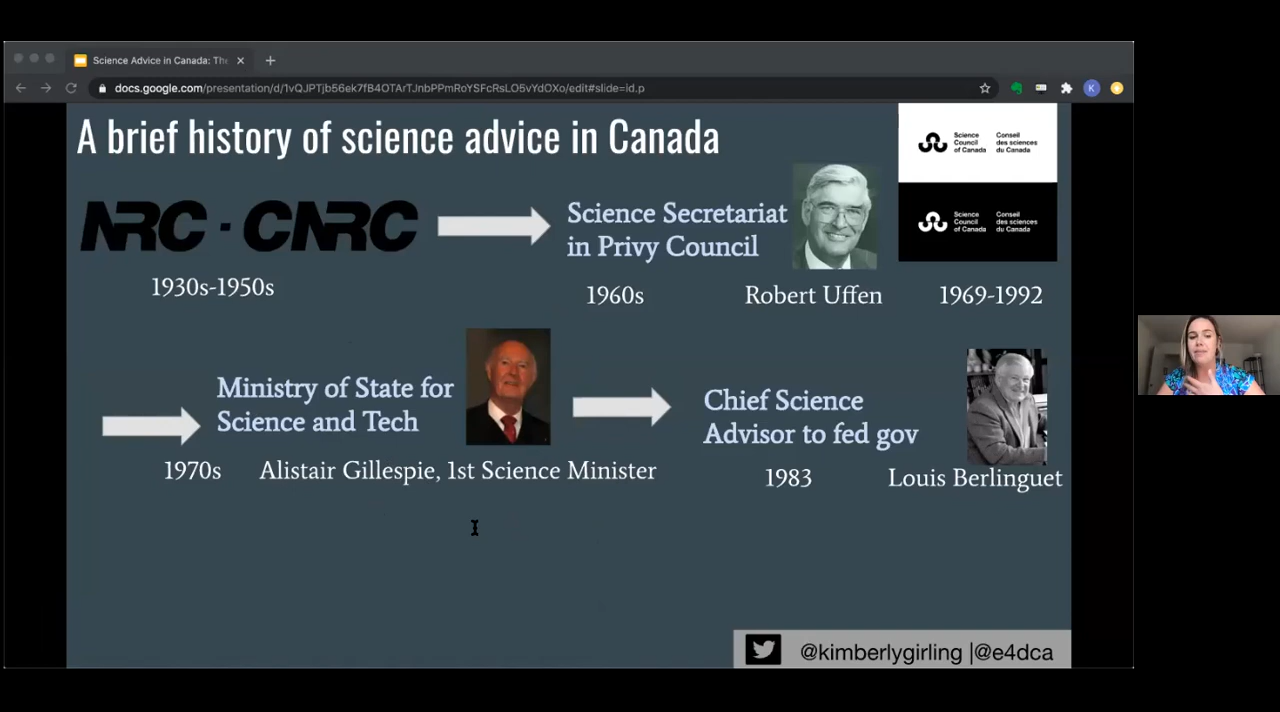 Science Advice in Canada: The
docs.google.com/presentation/d/1vQJPTjb56ek7fB4OTArTJnbPPmRoYSFcRsLO5vYdOXo/edit#slide=id.p
K
A brief history of science advice in Canada
Science
Council
of Canada
Conseil
des sciences
du Canada
NRC · CNRC
Science Secretariat
in Privy Council
Science
Council
of Canada
Conseil
des sciences
du Canada
1930s-1950s
1960s
Robert Uffen
1969-1992
Ministry of State for
Science and Tech
Chief Science
Advisor to fed gov
1970s
Alistair Gillespie, 1st Science Minister
1983
Louis Berlinguet
@kimberlygirling |@e4dca